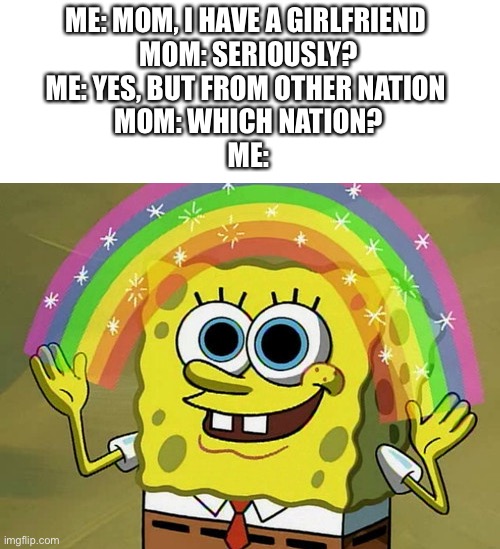 ME: MOM, I HAVE A GIRLFRIEND
MOM: SERIOUSLY?
ME: YES, BUT FROM OTHER NATION
MOM: WHICH NATION?
ME:
imgflip.com